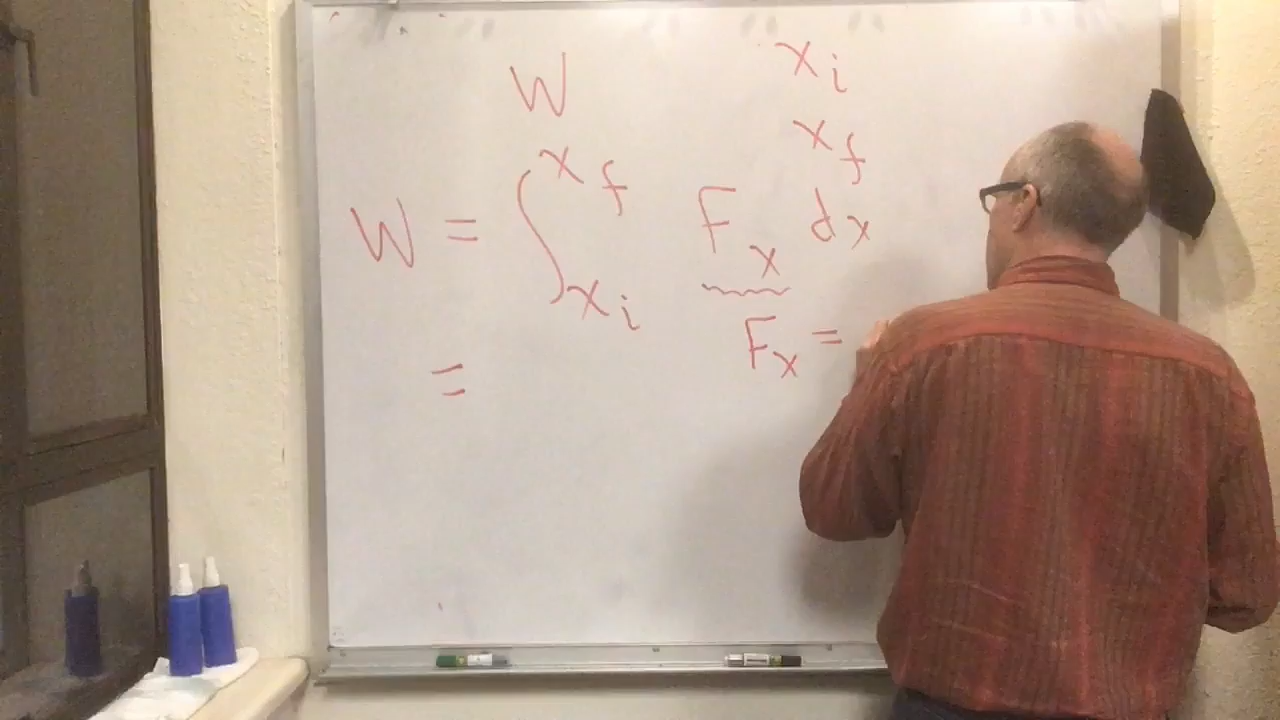 W x_i
x_f
W = ∫_{x_i}^{x_f} F_x dx
= F_x =